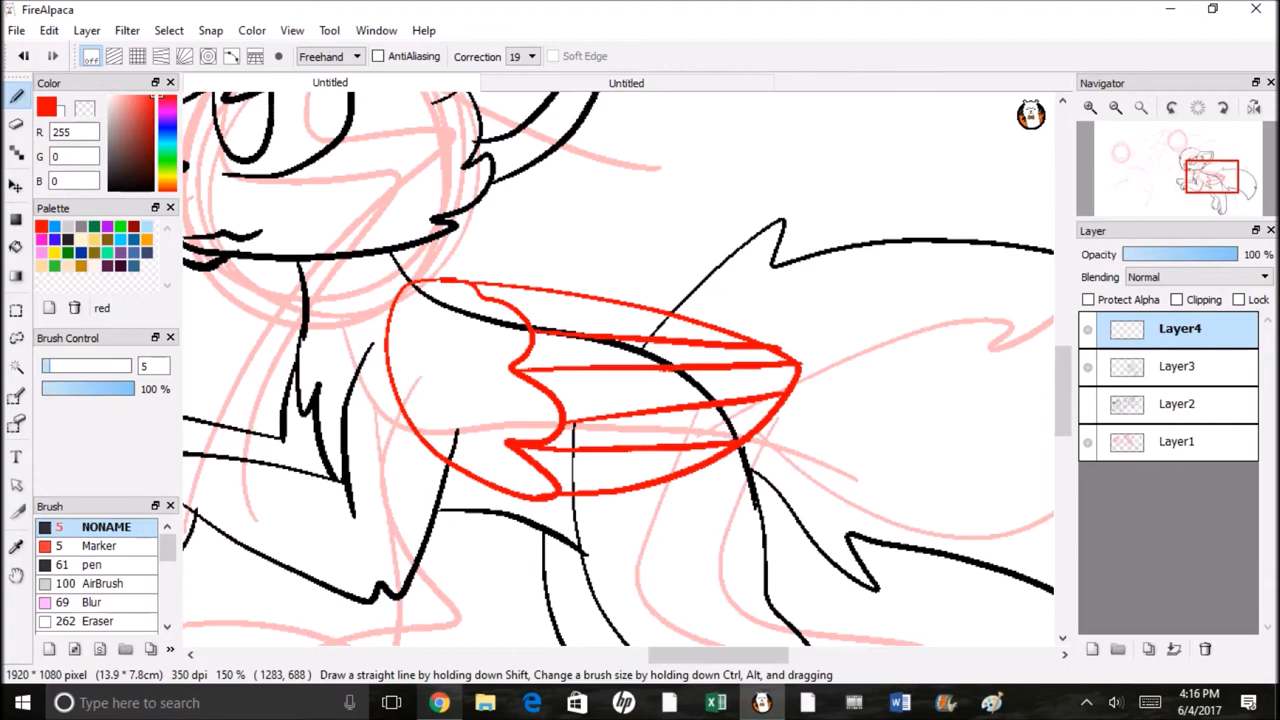 FireAlpaca
File Edit Layer Filter Select Snap Color View Tool Window Help
off Freehand AntiAliasing Correction 19 Soft Edge
Color
Untitled Untitled
Navigator
R 255
G 0
B 0
Palette
red
Brush Control
5
100 %
Brush
5 NONAME
5 Marker
61 pen
100 AirBrush
69 Blur
262 Eraser
Layer
Opacity 100 %
Blending Normal
Protect Alpha Clipping Lock
Layer4
Layer3
Layer2
Layer1
1920 * 1080 pixel (13.9 * 7.8cm) 350 dpi 150 % ( 1283, 688 ) Draw a straight line by holding down Shift, Change a brush size by holding down Ctrl, Alt, and dragging
Type here to search
4:16 PM
6/4/2017